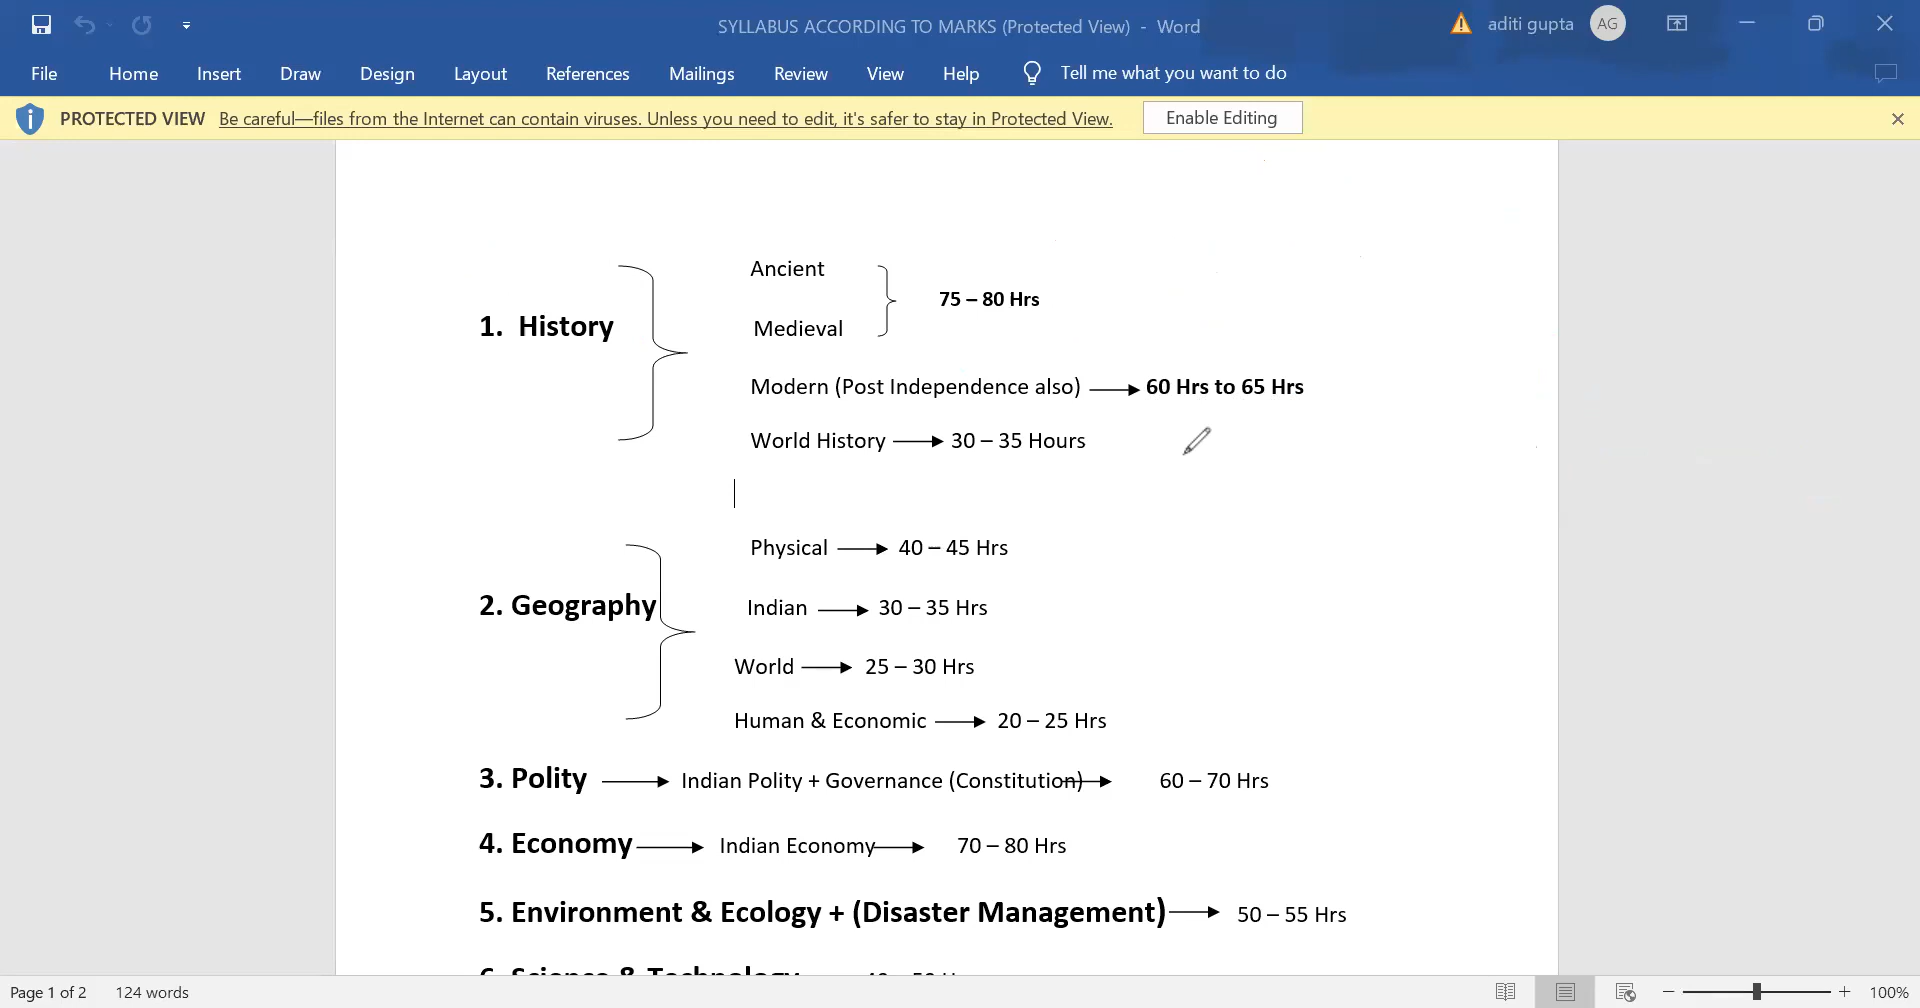 SYLLABUS ACCORDING TO MARKS (Protected View) - Word
aditi gupta AG
File Home Insert Draw Design Layout References Mailings Review View Help Tell me what you want to do
PROTECTED VIEW Be careful—files from the Internet can contain viruses. Unless you need to edit, it's safer to stay in Protected View. Enable Editing
Ancient
75 – 80 Hrs
1. History
Medieval
Modern (Post Independence also) 60 Hrs to 65 Hrs
World History 30 – 35 Hours
Physical 40 – 45 Hrs
2. Geography
Indian 30 – 35 Hrs
World 25 – 30 Hrs
Human & Economic 20 – 25 Hrs
3. Polity Indian Polity + Governance (Constitution) 60 – 70 Hrs
4. Economy Indian Economy 70 – 80 Hrs
5. Environment & Ecology + (Disaster Management) 50 – 55 Hrs
6. Science & Technology
Page 1 of 2 124 words
100%